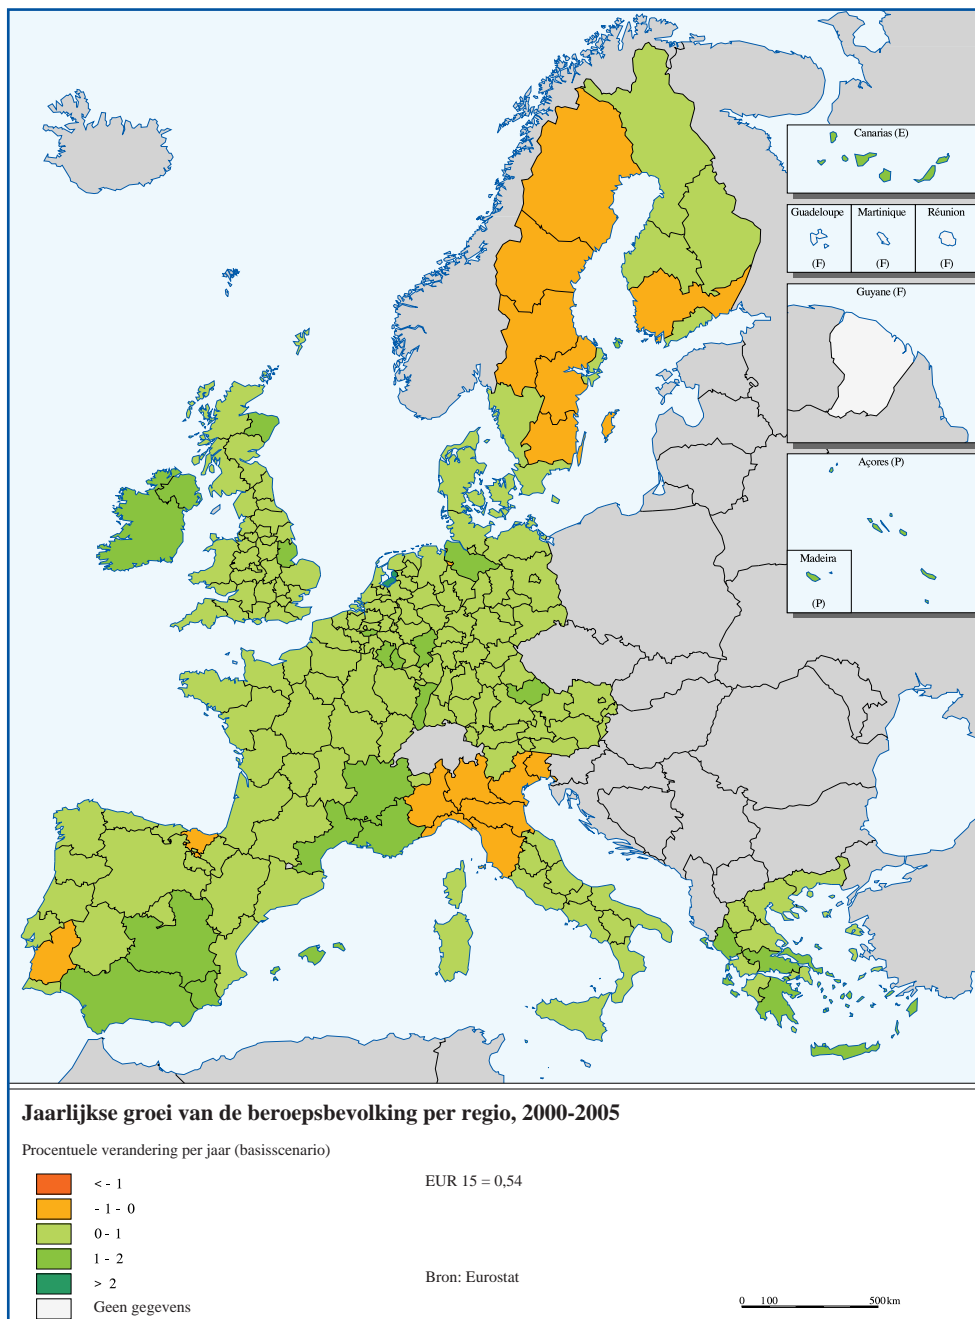 Canarias (E)
Guadeloupe
Martinique
Réunion
(F)
(F)
(F)
Guyane (F)
Açores (P)
Madeira
(P)
Jaarlijkse groei van de beroepsbevolking per regio, 2000-2005
Procentuele verandering per jaar (basisscenario)
< - 1
- 1 - 0
0 - 1
1 - 2
> 2
Geen gegevens
EUR 15 = 0,54
Bron: Eurostat
0 100 500 km